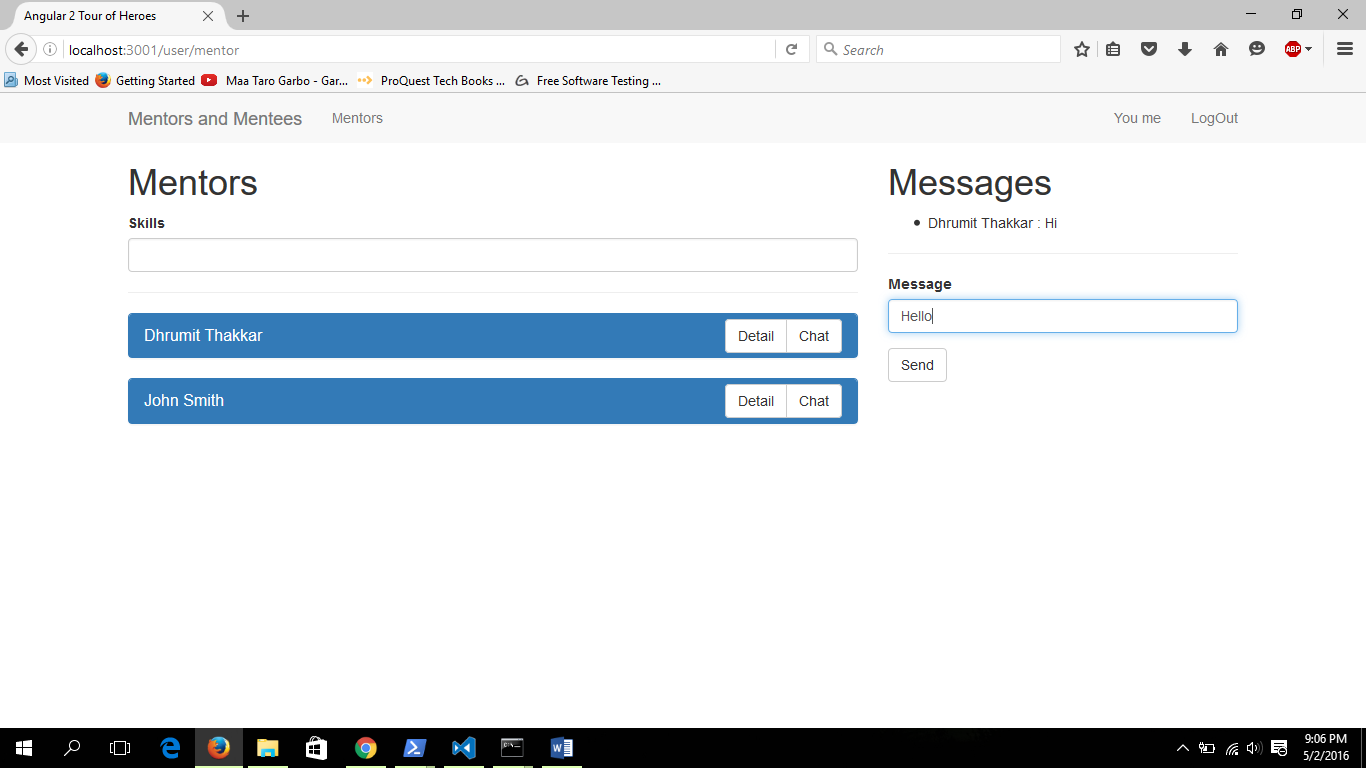 Angular 2 Tour of Heroes
localhost:3001/user/mentor
Search
ABP
Most Visited Getting Started Maa Taro Garbo - Gar... ProQuest Tech Books ... Free Software Testing ...
Mentors and Mentees Mentors You me LogOut
Mentors
Skills
Dhrumit Thakkar Detail Chat
John Smith Detail Chat
Messages
Dhrumit Thakkar : Hi
Message
Hello
Send
9:06 PM
5/2/2016